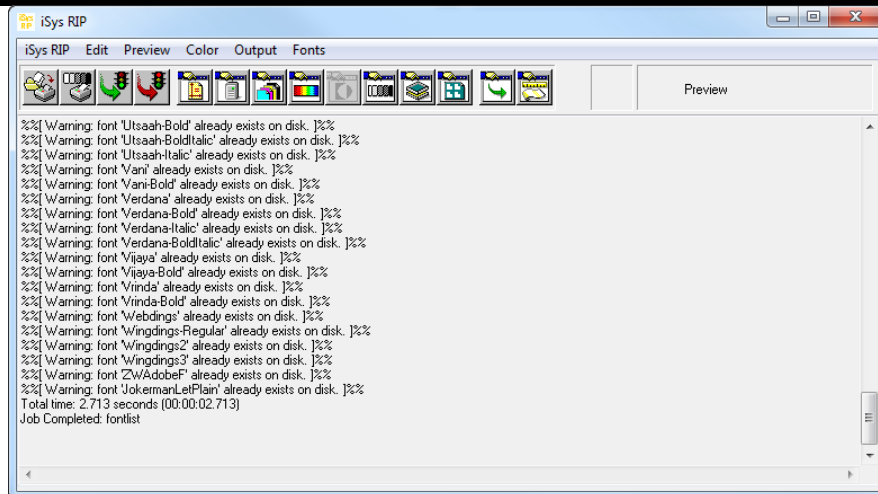 iSys RIP
iSys RIP Edit Preview Color Output Fonts
Preview
%%[ Warning: font 'Utsaah-Bold' already exists on disk. ]%%
%%[ Warning: font 'Utsaah-BoldItalic' already exists on disk. ]%%
%%[ Warning: font 'Utsaah-Italic' already exists on disk. ]%%
%%[ Warning: font 'Vani' already exists on disk. ]%%
%%[ Warning: font 'Vani-Bold' already exists on disk. ]%%
%%[ Warning: font 'Verdana' already exists on disk. ]%%
%%[ Warning: font 'Verdana-Bold' already exists on disk. ]%%
%%[ Warning: font 'Verdana-Italic' already exists on disk. ]%%
%%[ Warning: font 'Verdana-BoldItalic' already exists on disk. ]%%
%%[ Warning: font 'Vijaya' already exists on disk. ]%%
%%[ Warning: font 'Vijaya-Bold' already exists on disk. ]%%
%%[ Warning: font 'Vrinda' already exists on disk. ]%%
%%[ Warning: font 'Vrinda-Bold' already exists on disk. ]%%
%%[ Warning: font 'Webdings' already exists on disk. ]%%
%%[ Warning: font 'Wingdings-Regular' already exists on disk. ]%%
%%[ Warning: font 'Wingdings2' already exists on disk. ]%%
%%[ Warning: font 'Wingdings3' already exists on disk. ]%%
%%[ Warning: font 'ZWAdobeF' already exists on disk. ]%%
%%[ Warning: font 'JokermanLetPlain' already exists on disk. ]%%
Total time: 2.713 seconds (00:00:02.713)
Job Completed: fontlist